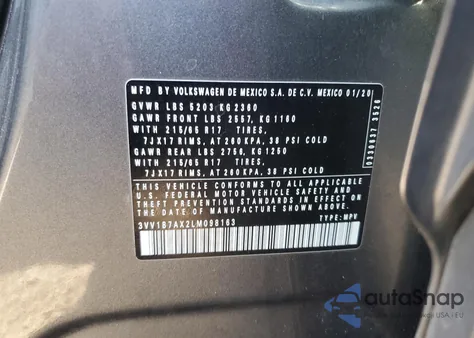 MFD BY VOLKSWAGEN DE MEXICO S.A. DE C.V. MEXICO 01/20
GVWR LBS 5203 KG 2360
GAWR FRONT LBS 2557, KG 1160
WITH 215/65 R17 TIRES,
7JX17 RIMS, AT 260 KPA, 38 PSI COLD
GAWR REAR LBS 2756, KG 1250
WITH 215/65 R17 TIRES,
7JX17 RIMS, AT 260 KPA, 38 PSI COLD
THIS VEHICLE CONFORMS TO ALL APPLICABLE
U.S. FEDERAL MOTOR VEHICLE SAFETY AND
THEFT PREVENTION STANDARDS IN EFFECT ON
THE DATE OF MANUFACTURE SHOWN ABOVE.
3VV1B7AX2LM098163 TYPE: MPV
0339637 3526
autoSnap
USA - EU